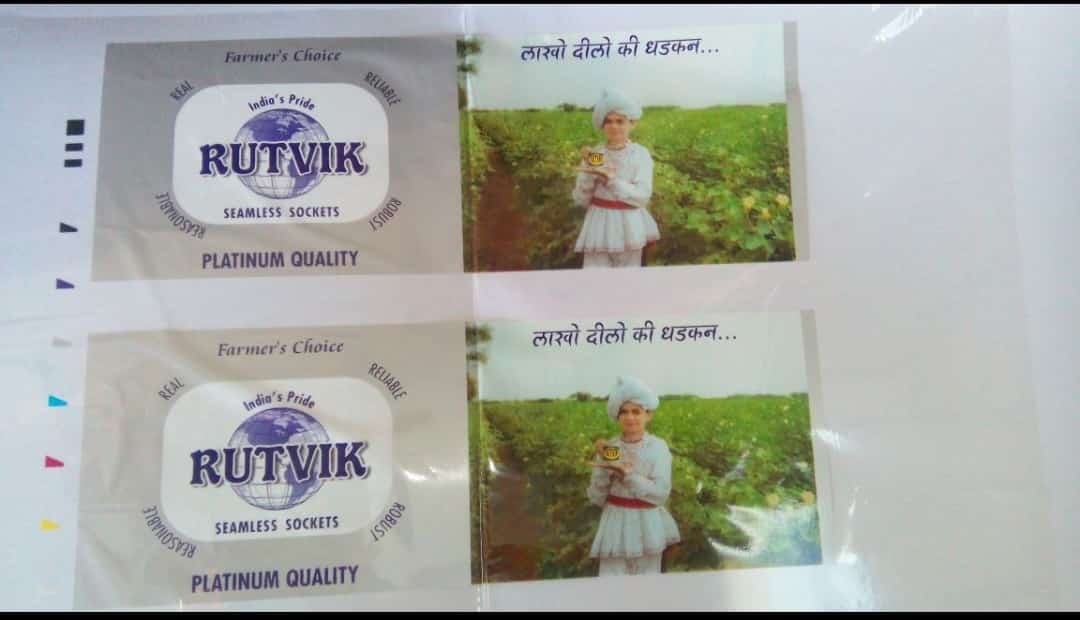 Farmer's Choice
REAL
RELIABLE
India's Pride
RUTVIK
SEAMLESS SOCKETS
REASONABLE
ROBUST
PLATINUM QUALITY
लाखो दीलो की धडकन...
Farmer's Choice
REAL
RELIABLE
India's Pride
RUTVIK
SEAMLESS SOCKETS
REASONABLE
ROBUST
PLATINUM QUALITY
लाखो दीलो की धडकन...